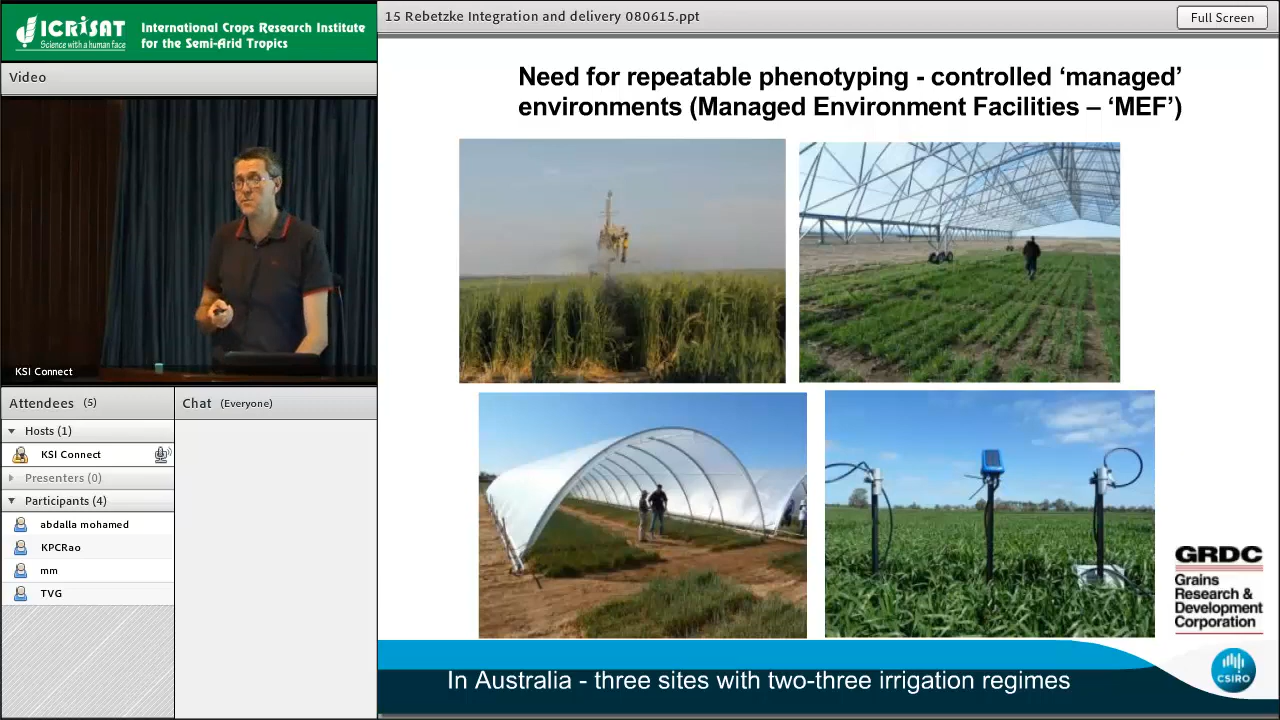 ICRISAT
Science with a human face
International Crops Research Institute
for the Semi-Arid Tropics
15 Rebetzke Integration and delivery 080615.ppt
Full Screen
Video
KSI Connect
Attendees (5)
Chat (Everyone)
Hosts (1)
KSI Connect
Presenters (0)
Participants (4)
abdalla mohamed
KPCRao
mm
TVG
Need for repeatable phenotyping - controlled ‘managed’
environments (Managed Environment Facilities – ‘MEF’)
GRDC
Grains
Research &
Development
Corporation
In Australia - three sites with two-three irrigation regimes
CSIRO